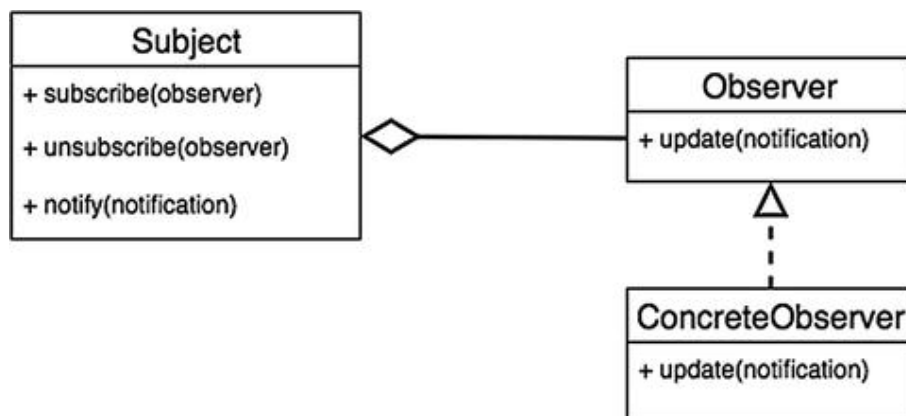 Subject
+ subscribe(observer)
+ unsubscribe(observer)
+ notify(notification)
Observer
+ update(notification)
ConcreteObserver
+ update(notification)